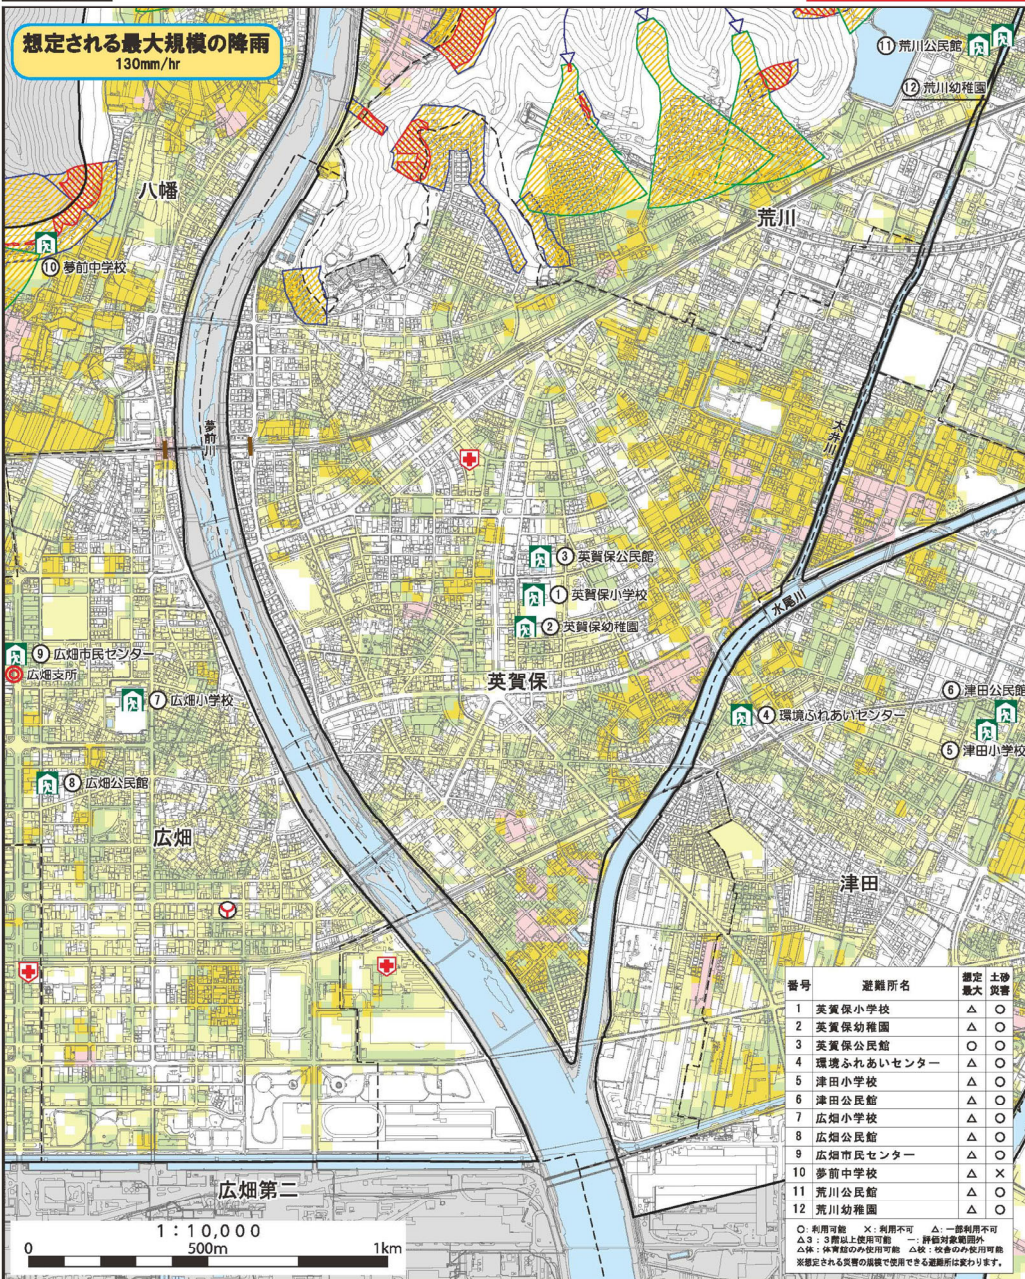 想定される最大規模の降雨
130mm/hr
⑪荒川公民館
⑫荒川幼稚園
八幡
荒川
⑩夢前中学校
夢前川
大井川
③英賀保公民館
①英賀保小学校
水尾川
②英賀保幼稚園
⑨広畑市民センター
広畑支所
英賀保
⑥津田公民館
⑦広畑小学校
④環境ふれあいセンター
⑤津田小学校
⑧広畑公民館
広畑
津田
番号 避難所名 想定最大 土砂災害
1 英賀保小学校 △ ○
2 英賀保幼稚園 △ ○
3 英賀保公民館 ○ ○
4 環境ふれあいセンター △ ○
5 津田小学校 △ ○
6 津田公民館 △ ○
7 広畑小学校 △ ○
8 広畑公民館 △ ○
9 広畑市民センター △ ○
10 夢前中学校 △ ×
11 荒川公民館 △ ○
12 荒川幼稚園 △ ○
○：利用可能 ×：利用不可 △：一部利用不可
△3：3階以上使用可能 ー：評価対象範囲外
△体：体育館のみ使用可能 △校：校舎のみ使用可能
※想定される災害の規模で使用できる避難所は変わります。
広畑第二
1：10,000
0 500m 1km